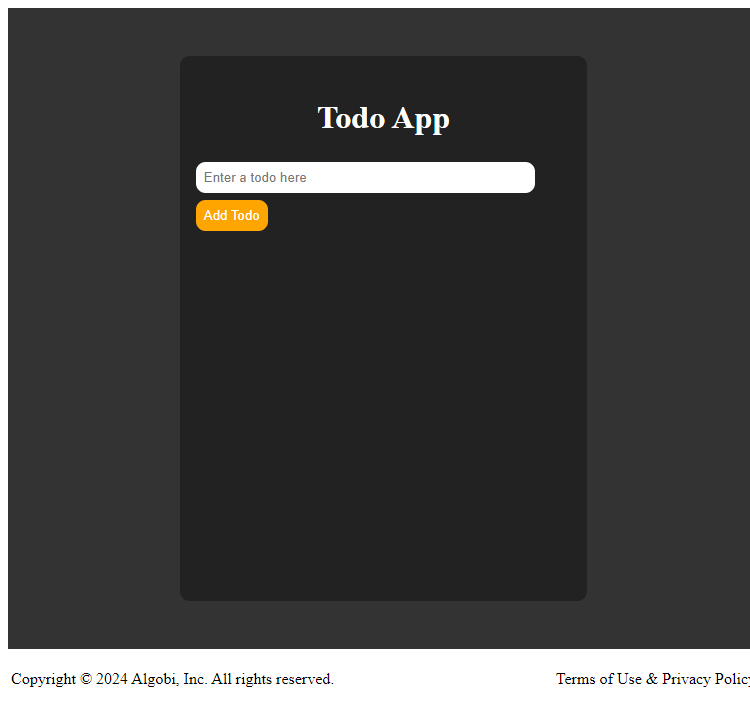 Todo App
Enter a todo here
Add Todo
Copyright © 2024 Algobi, Inc. All rights reserved. Terms of Use & Privacy Policy